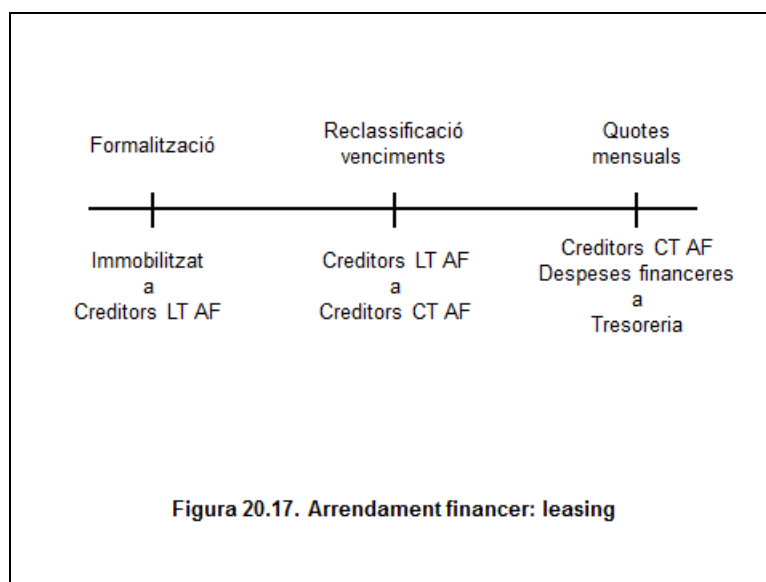 Formalització
Reclassificació
venciments
Quotes
mensuals
Immobilitzat
a
Creditors LT AF
Creditors LT AF
a
Creditors CT AF
Creditors CT AF
Despeses financeres
a
Tresoreria
Figura 20.17. Arrendament financer: leasing